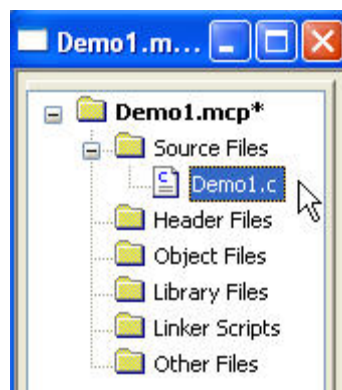 Demo1.m...
Demo1.mcp*
Source Files
Demo1.c
Header Files
Object Files
Library Files
Linker Scripts
Other Files